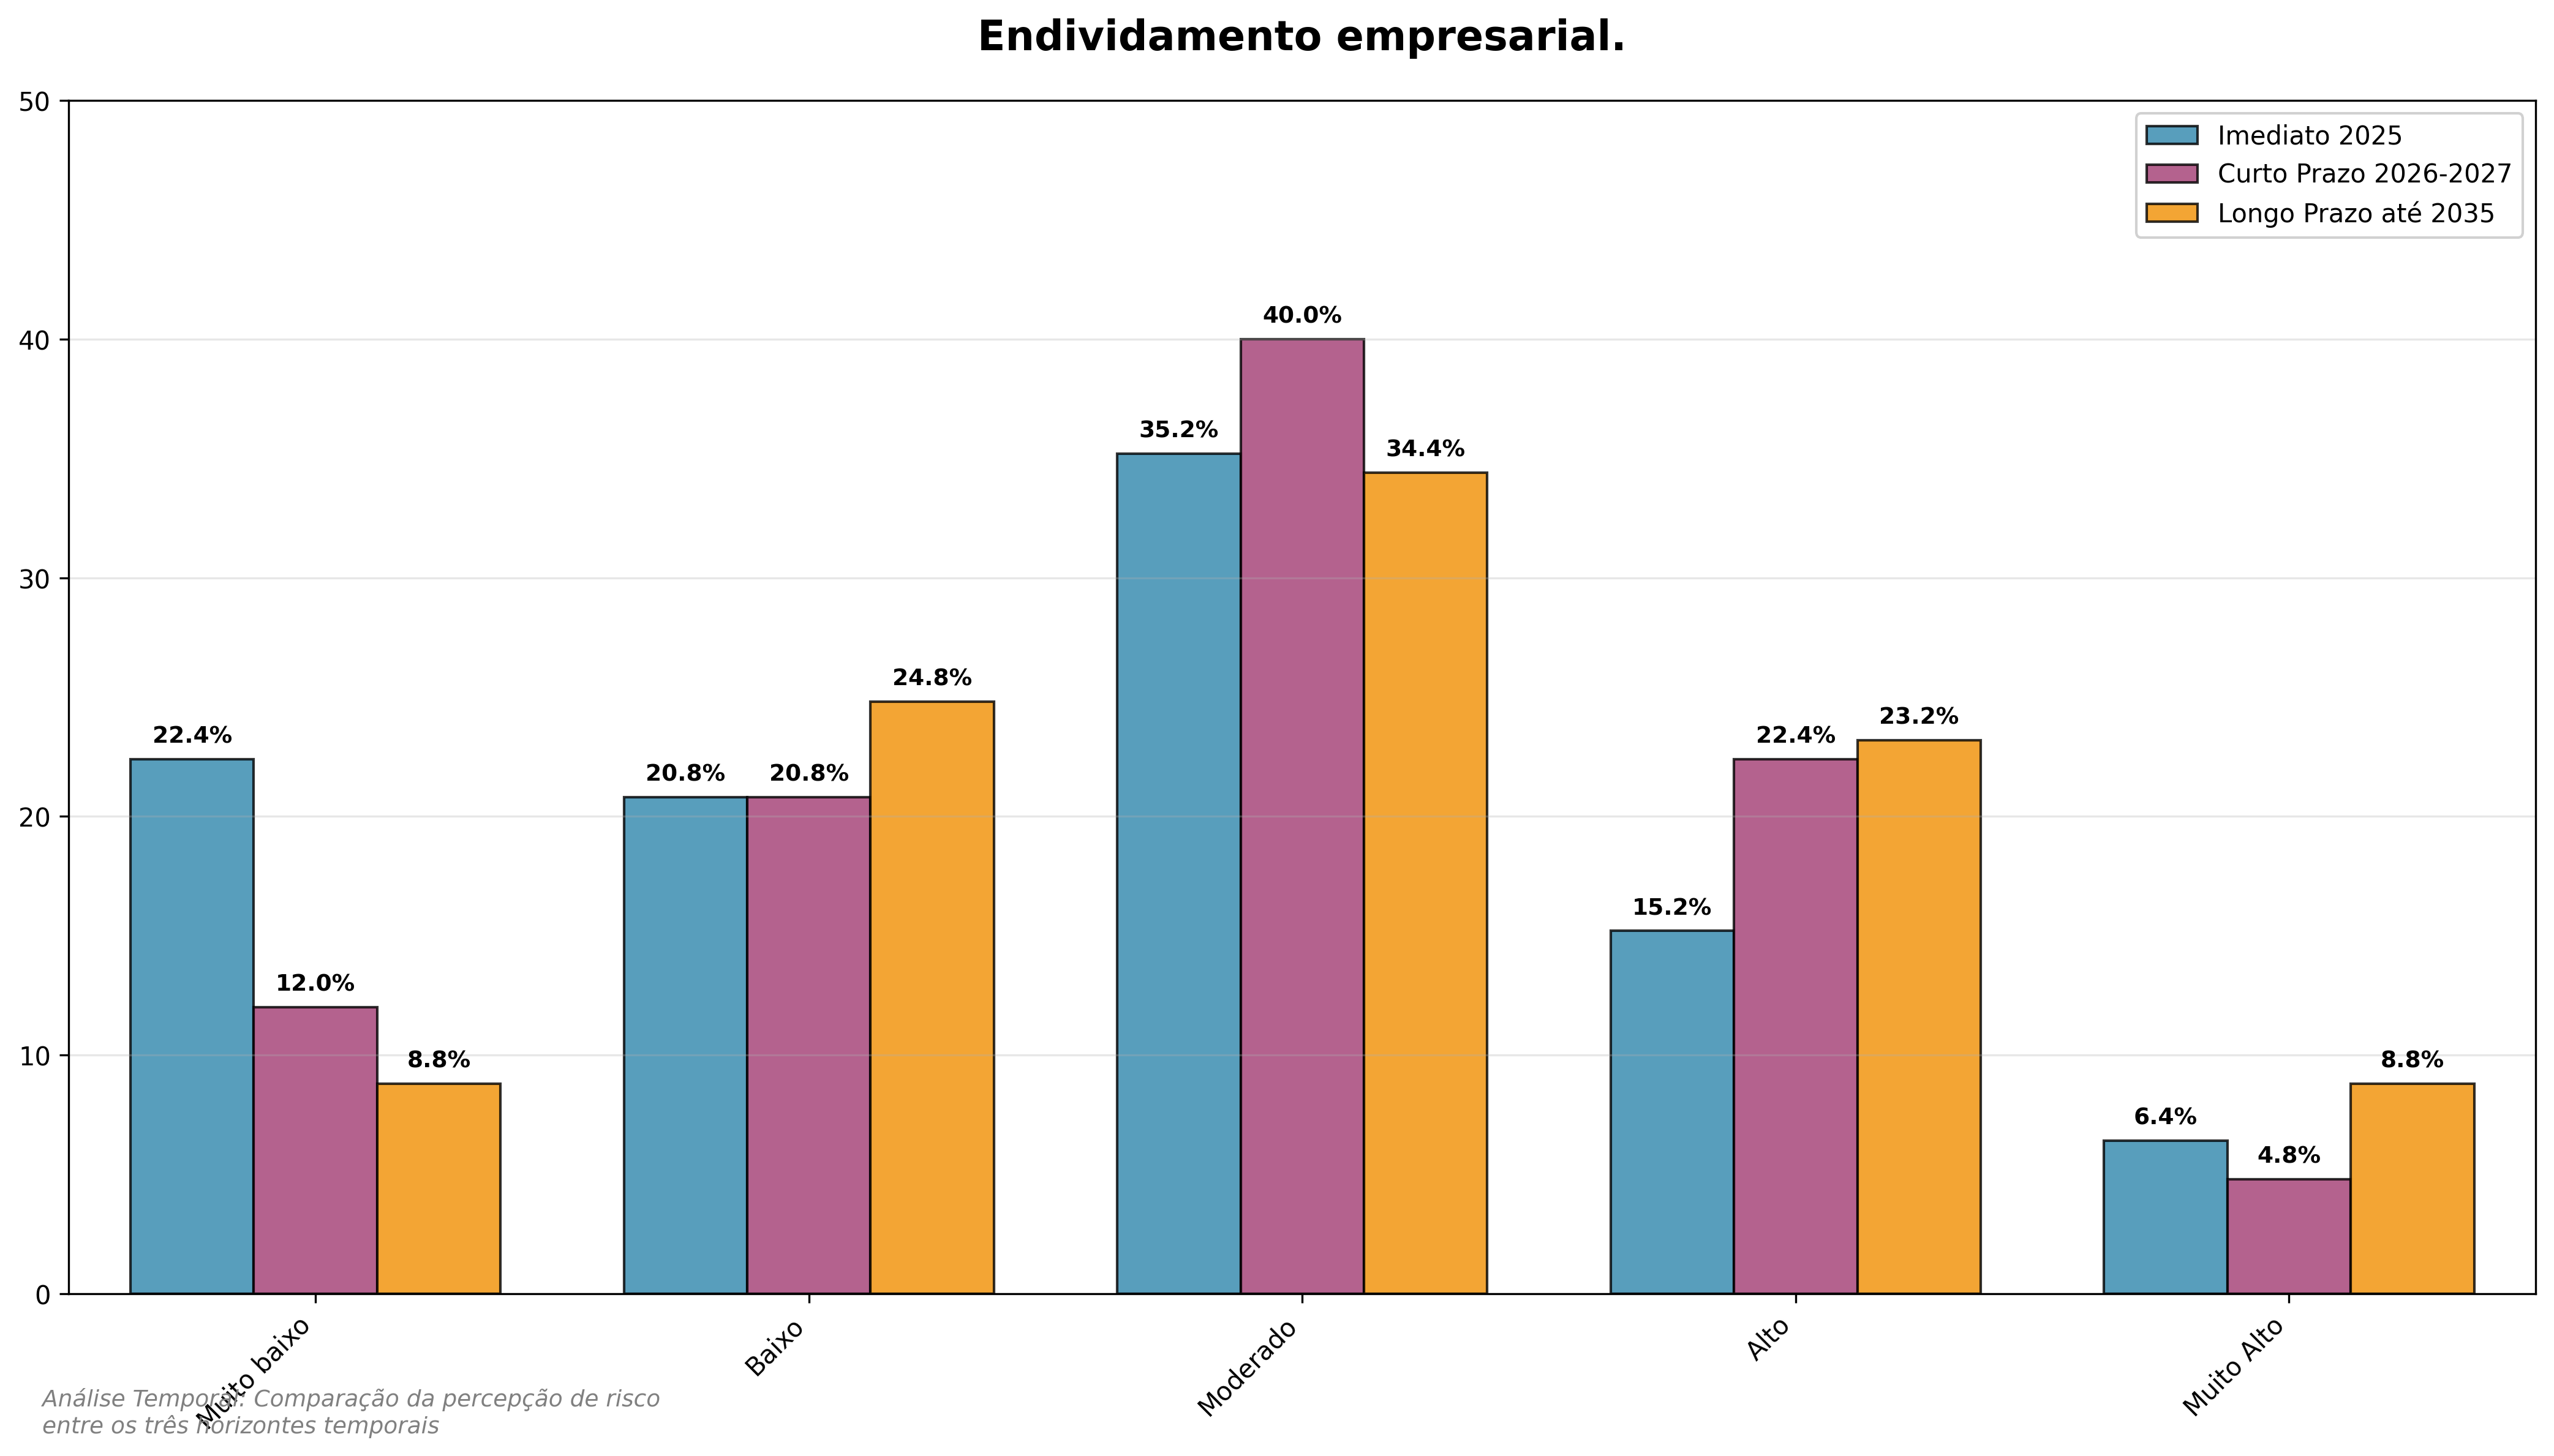 Endividamento empresarial.
50
40
30
20
10
0
Imediato 2025
Curto Prazo 2026-2027
Longo Prazo até 2035
22.4%
12.0%
8.8%
20.8%
20.8%
24.8%
35.2%
40.0%
34.4%
15.2%
22.4%
23.2%
6.4%
4.8%
8.8%
Muito baixo
Baixo
Moderado
Alto
Muito Alto
Análise Temporal: Comparação da percepção de risco
entre os três horizontes temporais